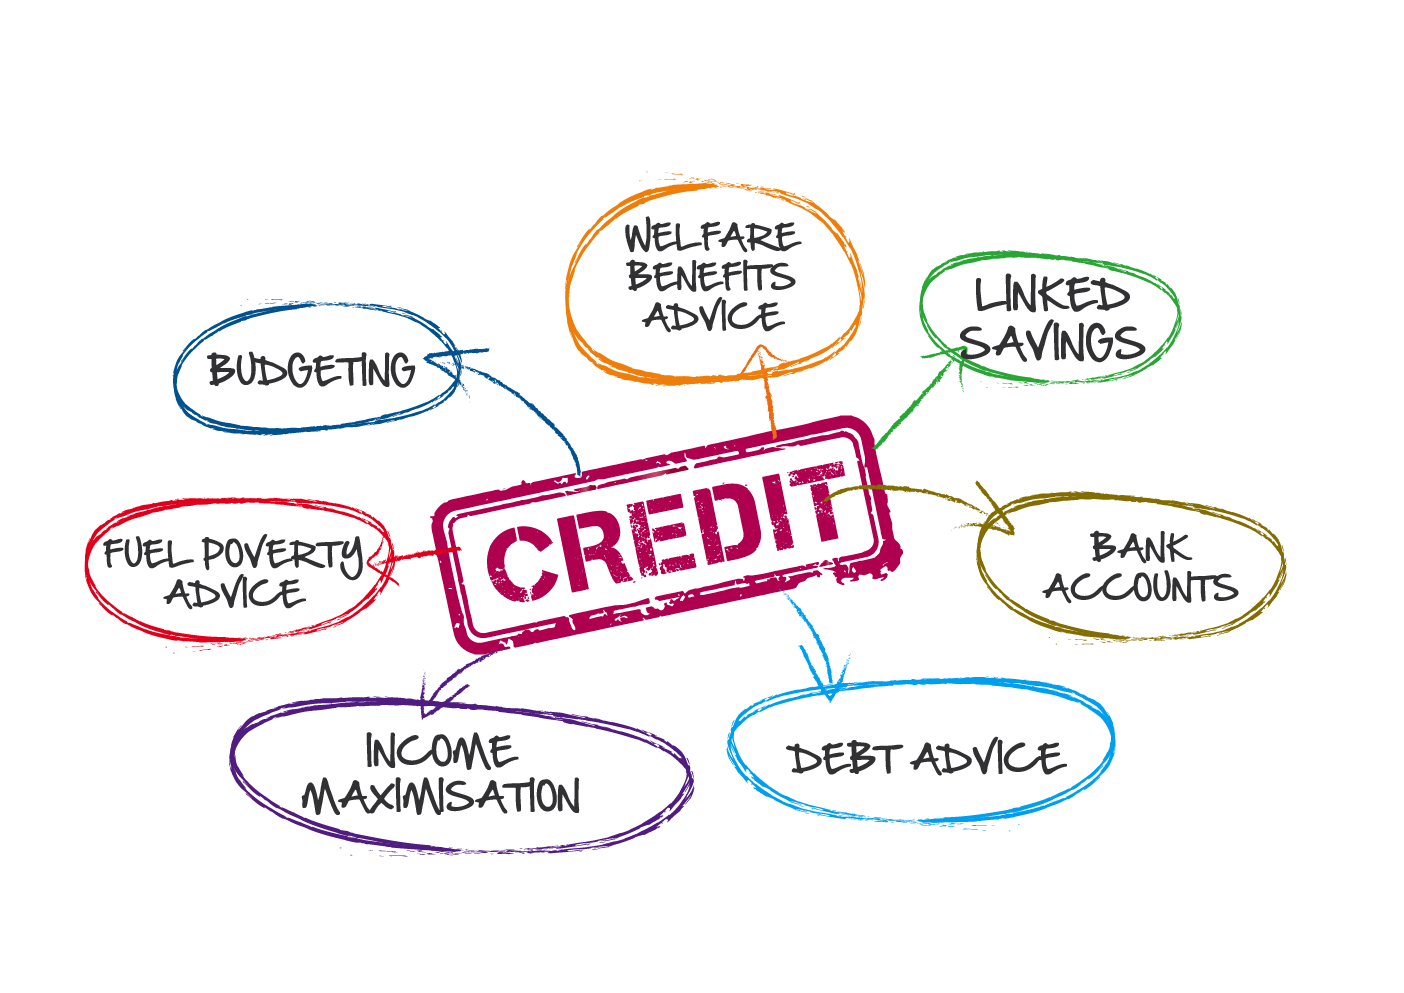 WELFARE
BENEFITS
ADVICE
LINKED
SAVINGS
BUDGETING
CREDIT
FUEL POVERTY
ADVICE
BANK
ACCOUNTS
INCOME
MAXIMISATION
DEBT ADVICE